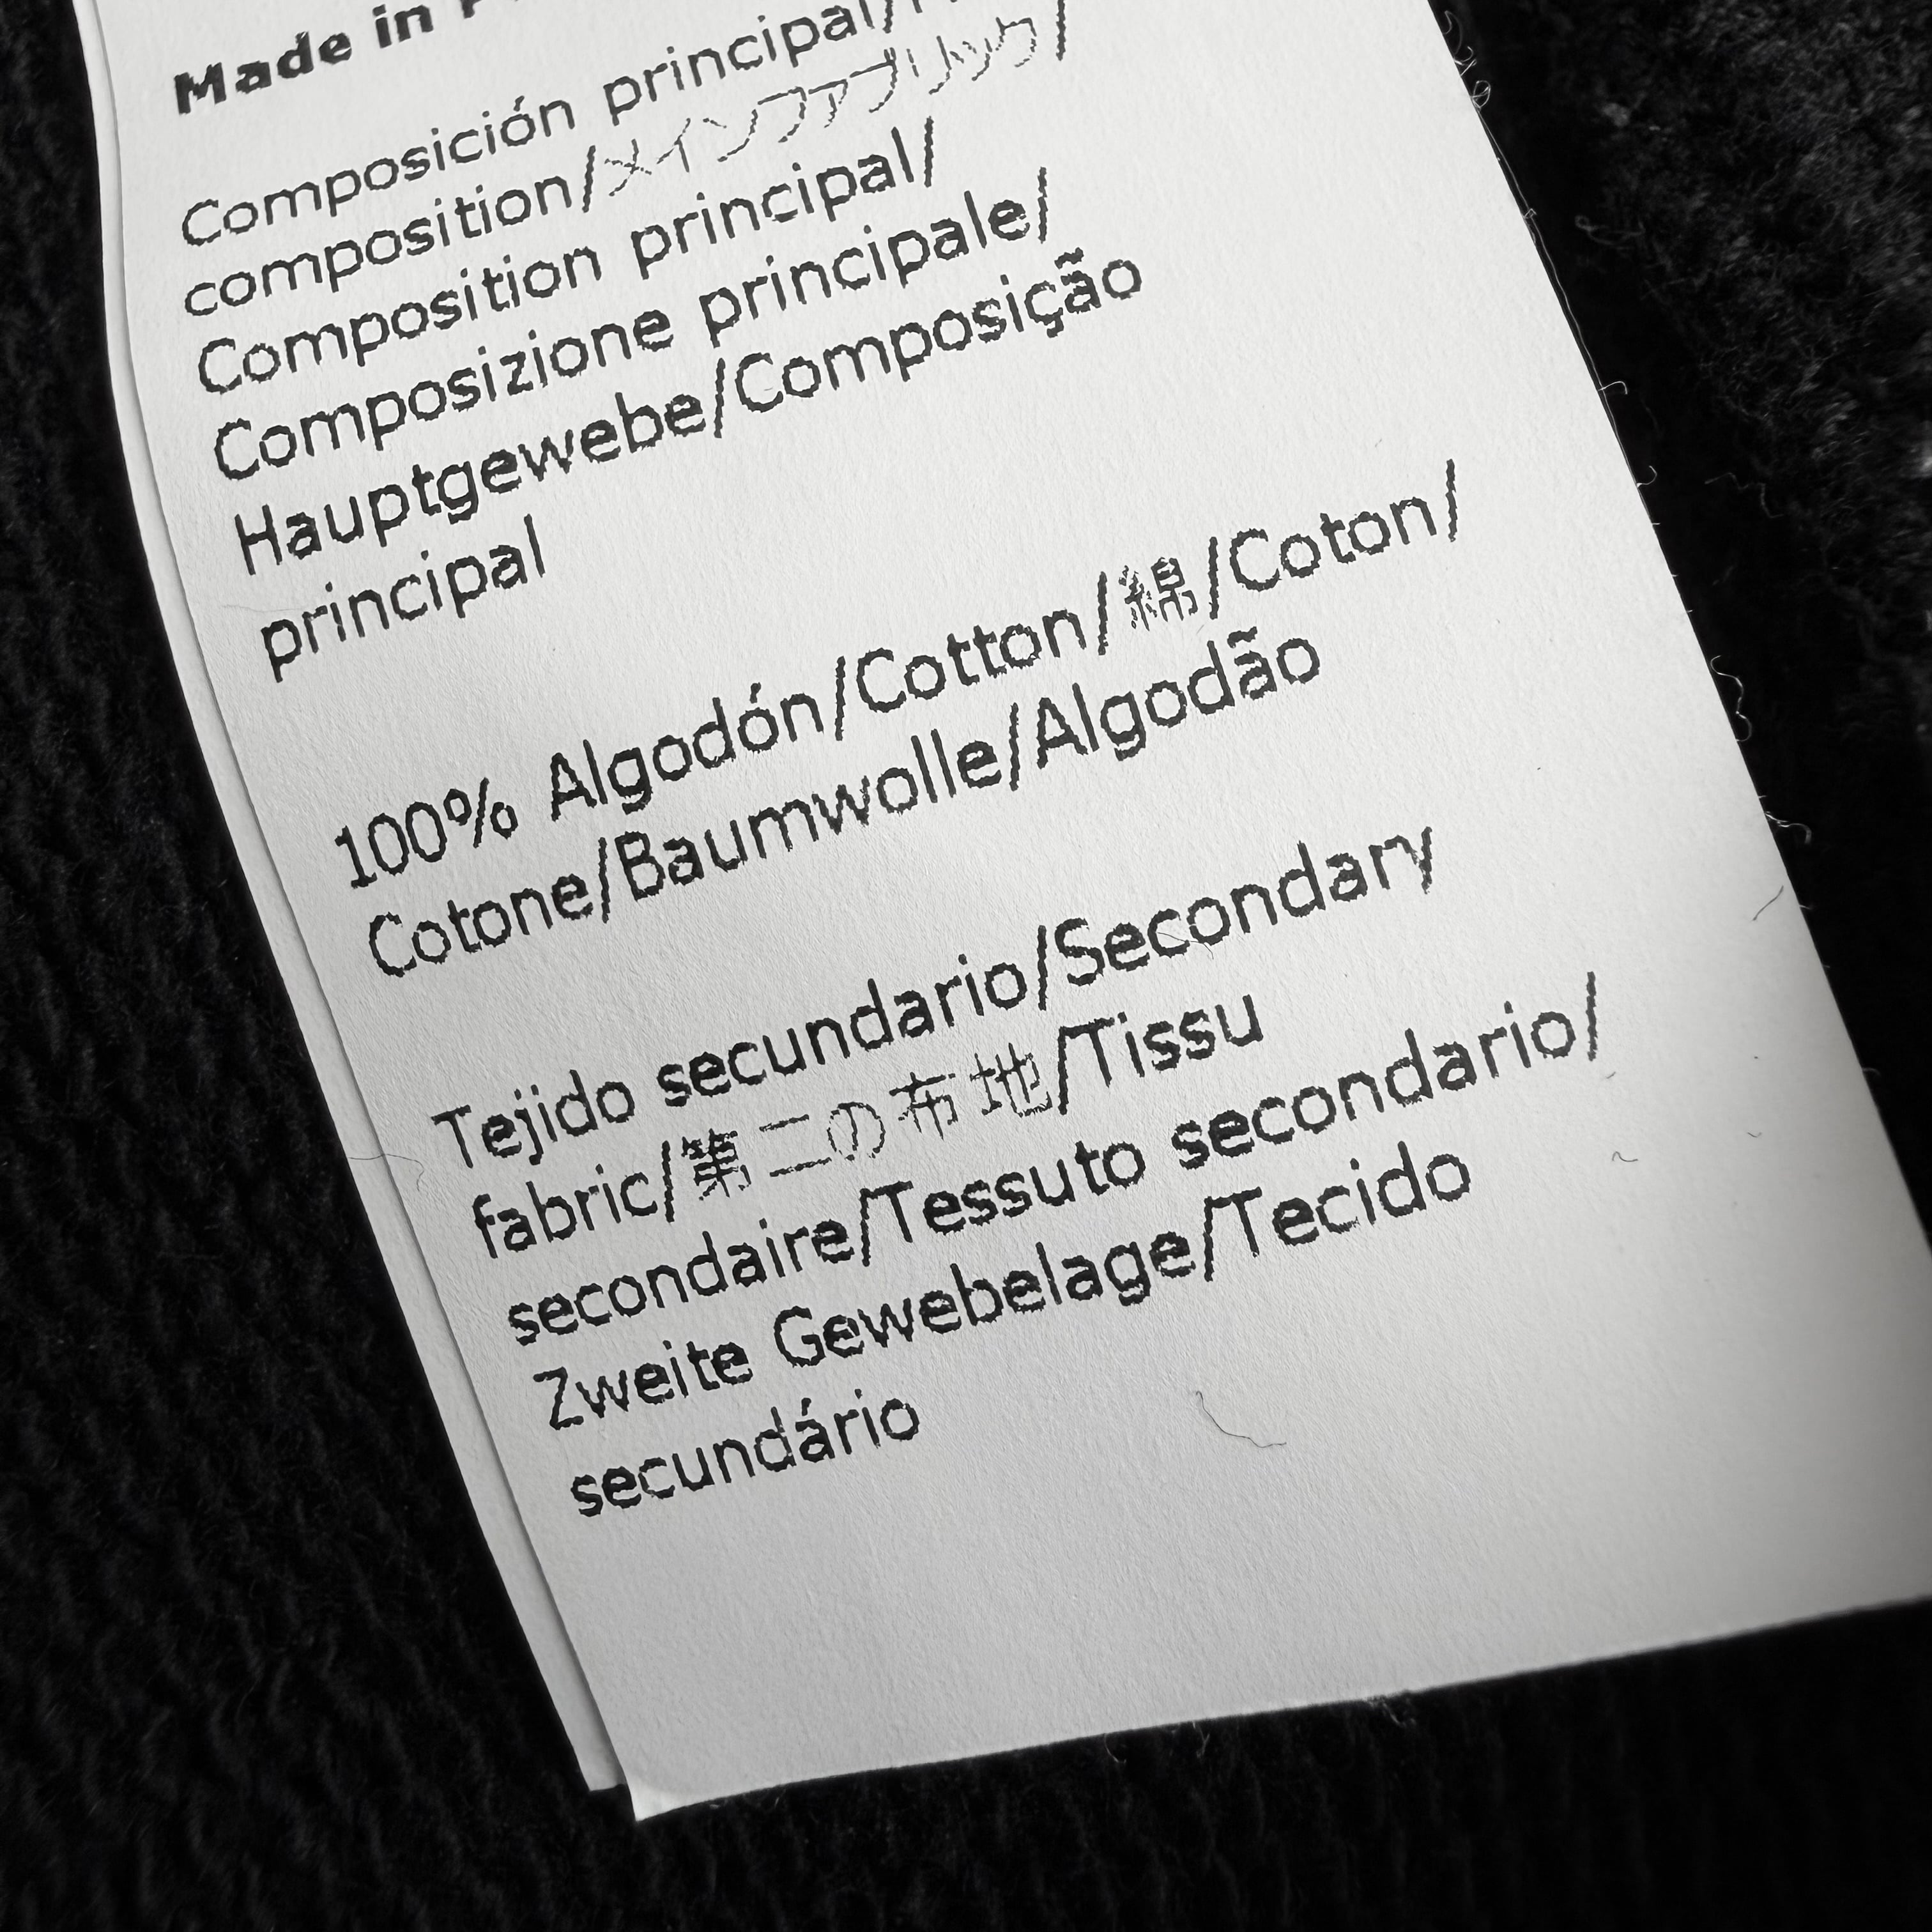 Made in
Composición principal/
composition/メインファブリック/
Composition principal/
Composizione principale/
Hauptgewebe/Composição
principal
100% Algodón/Cotton/綿/Coton/
Cotone/Baumwolle/Algodão
Tejido secundario/Secondary
fabric/第二の布地/Tissu
secondaire/Tessuto secondario/
Zweite Gewebelage/Tecido
secundário